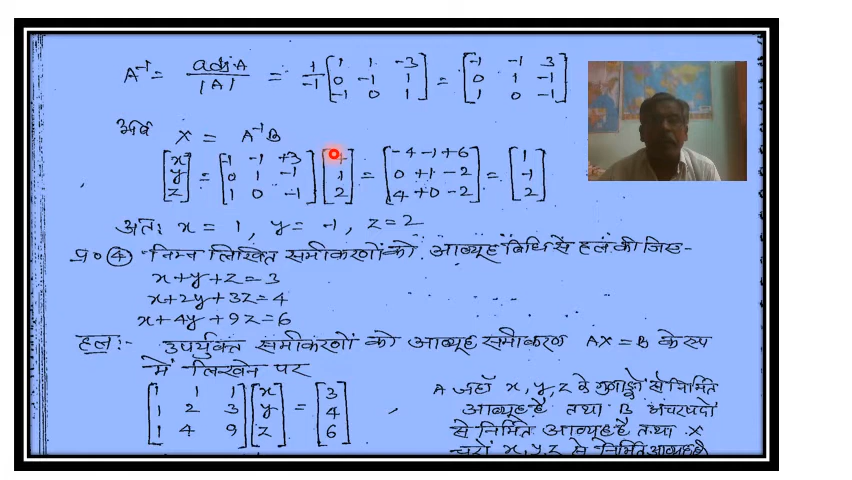 A⁻¹ = adj.A / |A| = 1/-1 [1 1 -3; 0 -1 1; -1 0 1] = [-1 -1 3; 0 1 -1; 1 0 -1]
अब X = A⁻¹B
[x; y; z] = [-1 -1 +3; 0 1 -1; 1 0 -1] [4; 1; 2] = [-4-1+6; 0+1-2; 4+0-2] = [1; -1; 2]
अतः x = 1, y = -1, z = 2
प्र० ④ निम्न लिखित समीकरणों को आव्यूह विधि से हल कीजिए-
x+y+z=3
x+2y+3z=4
x+4y+9z=6
हलः- उपर्युक्त समीकरणों को आव्यूह समीकरण AX=B के रुप
में लिखने पर
[1 1 1; 1 2 3; 1 4 9] [x; y; z] = [3; 4; 6]
A जहाँ x, y, z के गुणाङ्कों से निर्मित
आव्यूह है तथा B अचरपदों
से निर्मित आव्यूह है तथा X
चरों x, y, z से निर्मित आव्यूह है